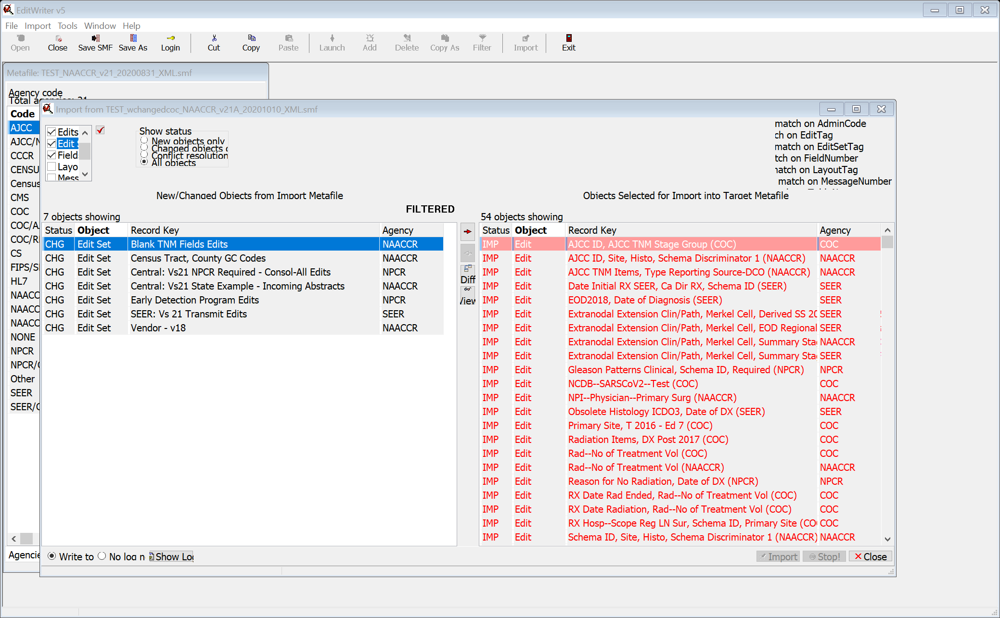 EditWriter v5
File Import Tools Window Help
Open Close Save SMF Save As Login Cut Copy Paste Launch Add Delete Copy As Filter Import Exit
Metafile: TEST_NAACCR_v21_20200831_XML.smf
Agency code
Total agencies: 21
Code
AJCC
AJCC/N
CCCR
CENSU
Census
CMS
COC
COC/A
COC/R
CS
FIPS/S
HL7
NAACC
NAACC
NAACC
NONE
NPCR
NPCR/C
Other
SEER
SEER/C
Agencie
Import from TEST_wchangedcoc_NAACCR_v21A_20201010_XML.smf
Edits
Edit S
Field
Layo
Mess
Show status
New objects only
Changed objects
Conflict resolution
All objects
match on AdminCode
ch on EditTag
match on EditSetTag
tch on FieldNumber
match on LayoutTag
match on MessageNumber
New/Changed Objects from Import Metafile
FILTERED
7 objects showing
Status Object Record Key Agency
CHG Edit Set Blank TNM Fields Edits NAACCR
CHG Edit Set Census Tract, County GC Codes NAACCR
CHG Edit Set Central: Vs21 NPCR Required - Consol-All Edits NPCR
CHG Edit Set Central: Vs21 State Example - Incoming Abstracts NAACCR
CHG Edit Set Early Detection Program Edits NPCR
CHG Edit Set SEER: Vs 21 Transmit Edits SEER
CHG Edit Set Vendor - v18 NAACCR
Diff
View
Objects Selected for Import into Target Metafile
54 objects showing
Status Object Record Key Agency
IMP Edit AJCC ID, AJCC TNM Stage Group (COC) COC
IMP Edit AJCC ID, Site, Histo, Schema Discriminator 1 (NAACCR) NAACCR
IMP Edit AJCC TNM Items, Type Reporting Source-DCO (NAACCR) NAACCR
IMP Edit Date Initial RX SEER, Ca Dir RX, Schema ID (SEER) SEER
IMP Edit EOD2018, Date of Diagnosis (SEER) SEER
IMP Edit Extranodal Extension Clin/Path, Merkel Cell, Derived SS 20 SEER
IMP Edit Extranodal Extension Clin/Path, Merkel Cell, EOD Regional SEER
IMP Edit Extranodal Extension Clin/Path, Merkel Cell, Summary Sta NAACCR
IMP Edit Extranodal Extension Clin/Path, Merkel Cell, Summary Sta SEER
IMP Edit Gleason Patterns Clinical, Schema ID, Required (NPCR) NPCR
IMP Edit NCDB--SARSCoV2--Test (COC) COC
IMP Edit NPI--Physician--Primary Surg (NAACCR) NAACCR
IMP Edit Obsolete Histology ICDO3, Date of DX (SEER) SEER
IMP Edit Primary Site, T 2016 - Ed 7 (COC) COC
IMP Edit Radiation Items, DX Post 2017 (COC) COC
IMP Edit Rad--No of Treatment Vol (COC) COC
IMP Edit Rad--No of Treatment Vol (NAACCR) NAACCR
IMP Edit Reason for No Radiation, Date of DX (NPCR) NPCR
IMP Edit RX Date Rad Ended, Rad--No of Treatment Vol (COC) COC
IMP Edit RX Date Radiation, Rad--No of Treatment Vol (COC) COC
IMP Edit RX Hosp--Scope Reg LN Sur, Schema ID, Primary Site (CO COC
IMP Edit Schema ID, Site, Histo, Schema Discriminator 1 (NAACCR) NAACCR
Write to No log n Show Log
Import Stop! Close